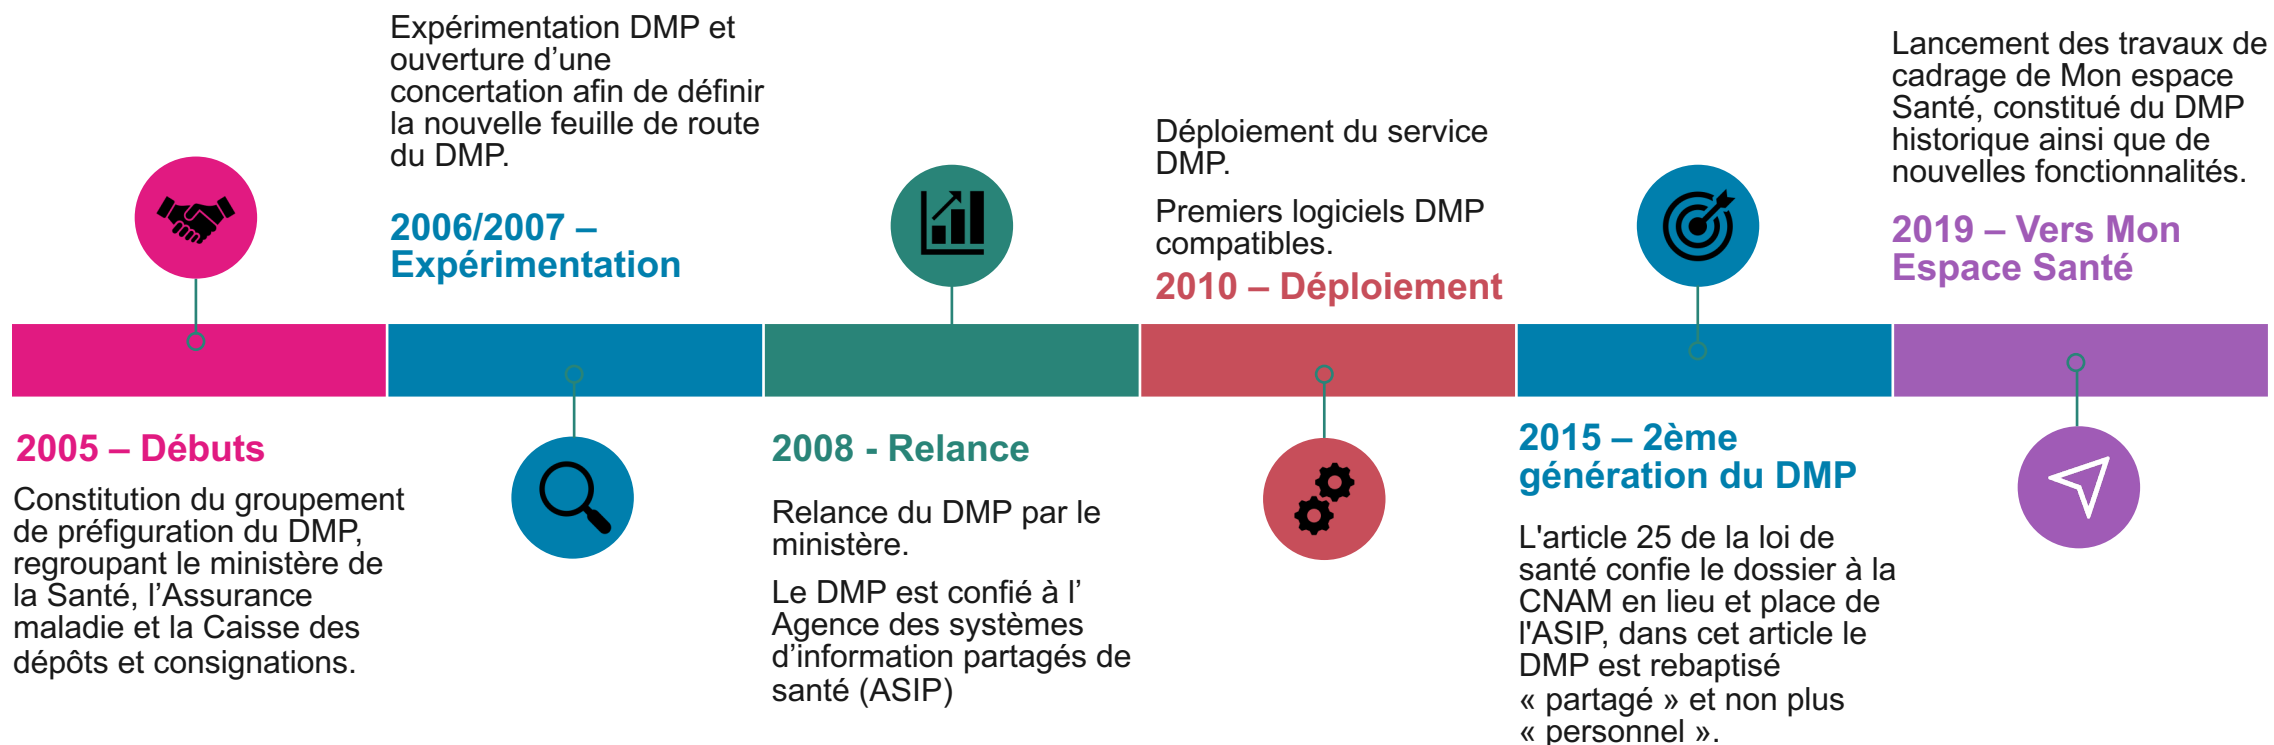 2005 – Débuts
Constitution du groupement
de préfiguration du DMP,
regroupant le ministère de
la Santé, l’Assurance
maladie et la Caisse des
dépôts et consignations.
Expérimentation DMP et
ouverture d’une
concertation afin de définir
la nouvelle feuille de route
du DMP.
2006/2007 –
Expérimentation
2008 - Relance
Relance du DMP par le
ministère.
Le DMP est confié à l’
Agence des systèmes
d’information partagés de
santé (ASIP)
Déploiement du service
DMP.
Premiers logiciels DMP
compatibles.
2010 – Déploiement
2015 – 2ème
génération du DMP
L'article 25 de la loi de
santé confie le dossier à la
CNAM en lieu et place de
l'ASIP, dans cet article le
DMP est rebaptisé
« partagé » et non plus
« personnel ».
Lancement des travaux de
cadrage de Mon espace
Santé, constitué du DMP
historique ainsi que de
nouvelles fonctionnalités.
2019 – Vers Mon
Espace Santé